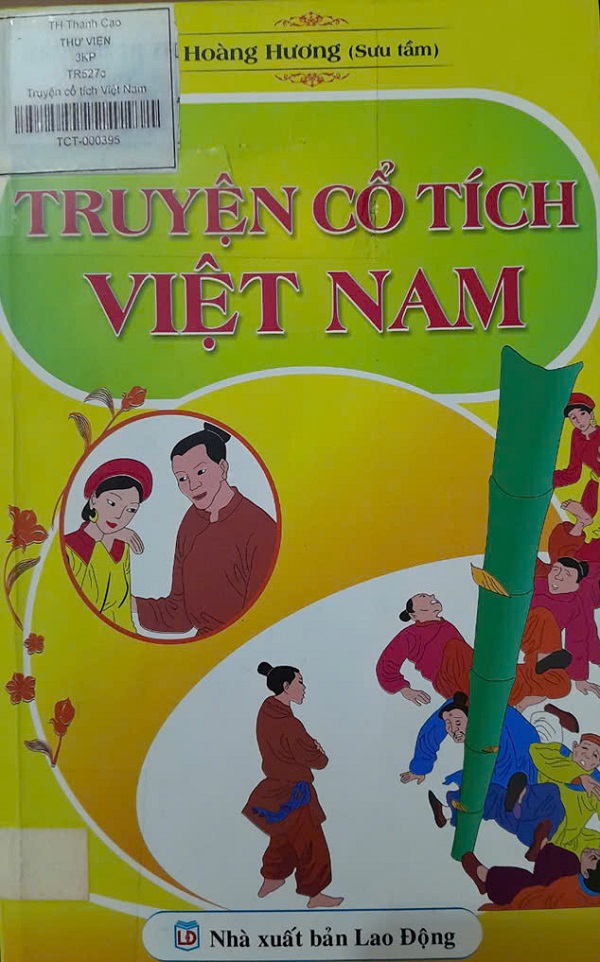 TH Thanh Cao
THƯ VIỆN
3KP
TR527c
Truyện cổ tích Việt Nam
TCT-000395
Hoàng Hương (Sưu tầm)
TRUYỆN CỔ TÍCH
VIỆT NAM
LĐ
Nhà xuất bản Lao Động